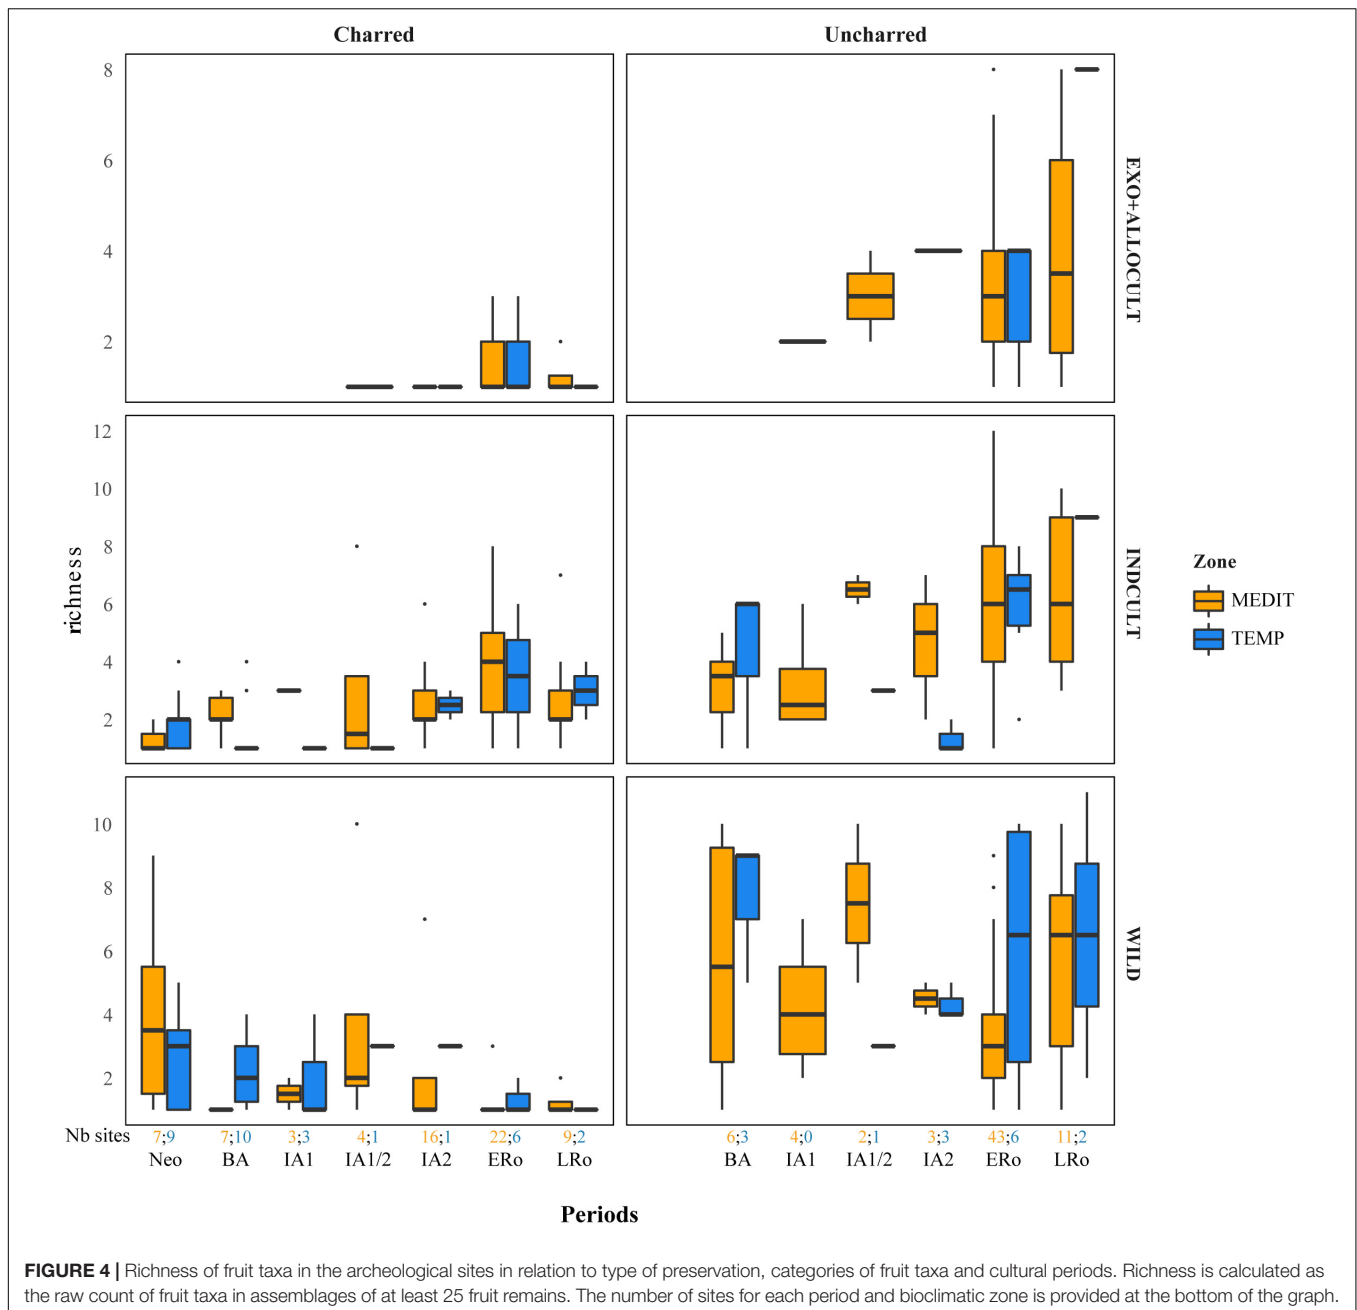 Charred Uncharred
8
6
4
2
EXO+ALLOCULT
12
10
8
6
4
2
INDCULT
richness
10
8
6
4
2
WILD
Zone
MEDIT
TEMP
Nb sites 7;9 7;10 3;3 4;1 16;1 22;6 9;2 6;3 4;0 2;1 3;3 43;6 11;2
Neo BA IA1 IA1/2 IA2 ERo LRo BA IA1 IA1/2 IA2 ERo LRo
Periods
FIGURE 4 | Richness of fruit taxa in the archeological sites in relation to type of preservation, categories of fruit taxa and cultural periods. Richness is calculated as
the raw count of fruit taxa in assemblages of at least 25 fruit remains. The number of sites for each period and bioclimatic zone is provided at the bottom of the graph.